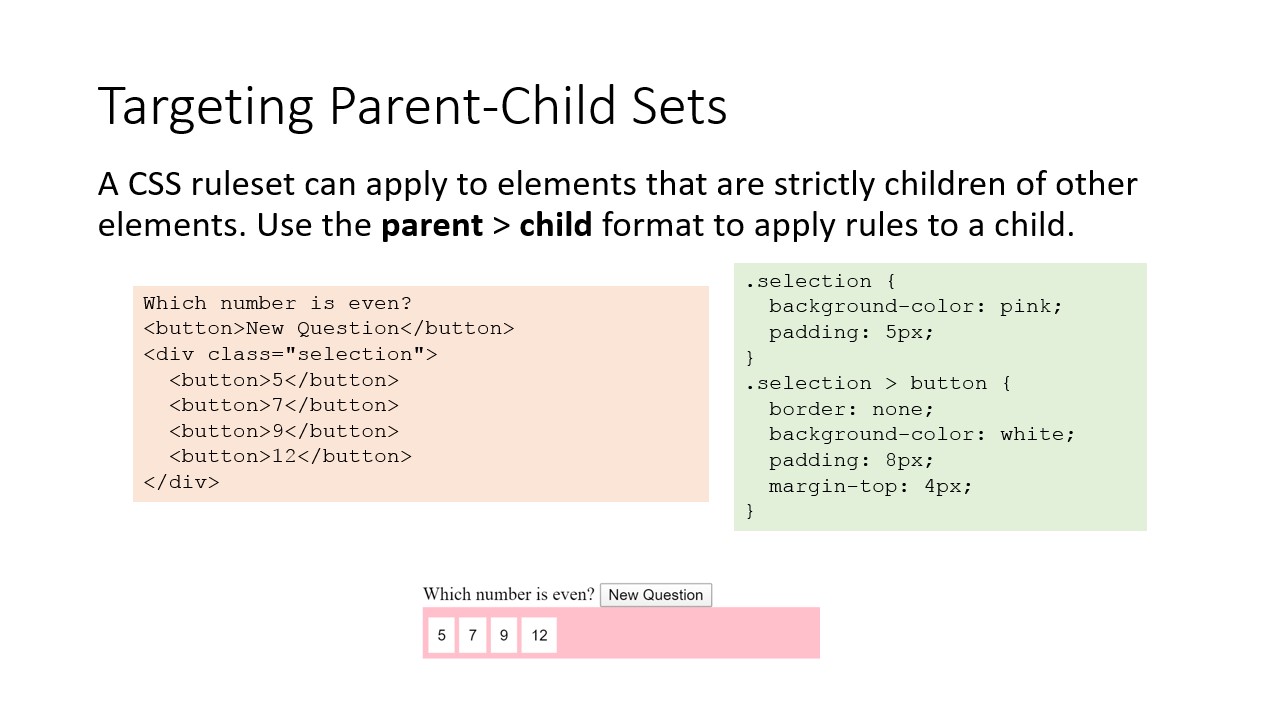 Targeting Parent-Child Sets
A CSS ruleset can apply to elements that are strictly children of other
elements. Use the parent > child format to apply rules to a child.
Which number is even?
<button>New Question</button>
<div class="selection">
  <button>5</button>
  <button>7</button>
  <button>9</button>
  <button>12</button>
</div>
.selection {
  background-color: pink;
  padding: 5px;
}
.selection > button {
  border: none;
  background-color: white;
  padding: 8px;
  margin-top: 4px;
}
Which number is even? New Question
5 7 9 12